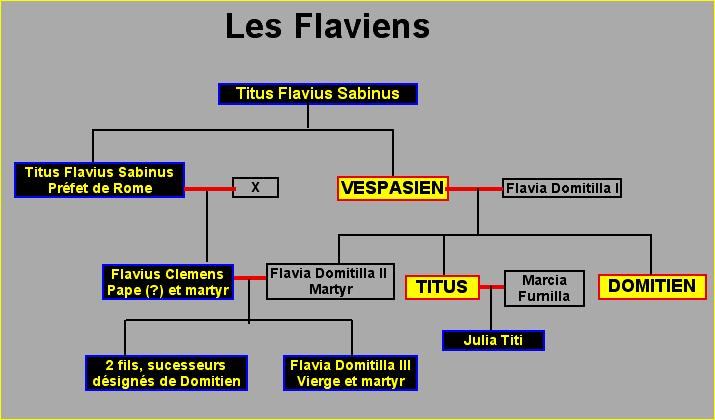 Les Flaviens
Titus Flavius Sabinus
Titus Flavius Sabinus
Préfet de Rome
X
VESPASIEN
Flavia Domitilla I
Flavius Clemens
Pape (?) et martyr
Flavia Domitilla II
Martyr
TITUS
Marcia
Furnilla
DOMITIEN
Julia Titi
2 fils, sucesseurs
désignés de Domitien
Flavia Domitilla III
Vierge et martyr